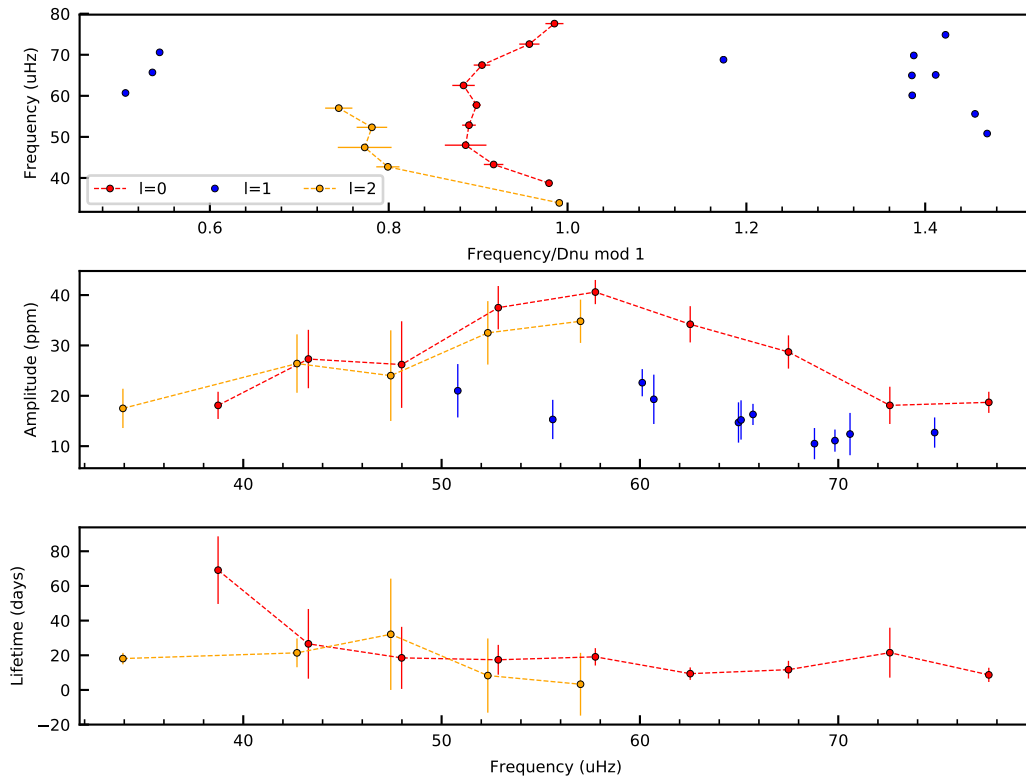 80
70
60
50
40
Frequency (uHz)
l=0 l=1 l=2
0.6 0.8 1.0 1.2 1.4
Frequency/Dnu mod 1
40
30
20
10
Amplitude (ppm)
40 50 60 70
80
60
40
20
0
−20
Lifetime (days)
40 50 60 70
Frequency (uHz)